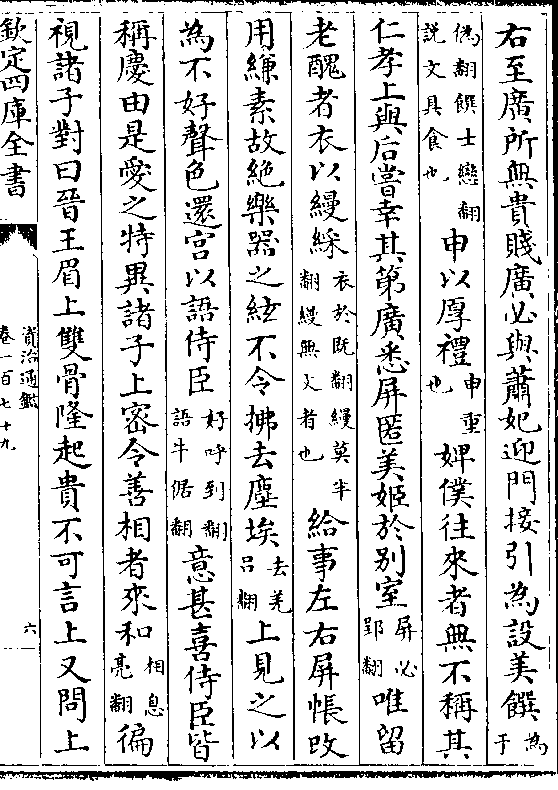 右至廣所無貴賤廣必與蕭妃迎門接引為設美饌為于
偽翻饌士戀翻說文具食也申以厚禮申重也婢僕往來者無不稱其
仁孝上與后嘗幸其第廣悉屏匿美姬於别室屏必郢翻唯留
老醜者衣以縵綵衣於既翻縵莫半翻縵無文者也給事左右屏帳改
用縑素故絶樂器之絃不令拂去塵埃去羌吕翻上見之以
為不好聲色還宫以語侍臣好呼到翻語牛倨翻意甚喜侍臣皆
稱慶由是愛之特異諸子上密令善相者來和相息亮翻徧
視諸子對曰晉王眉上雙骨隆起貴不可言上又問上
欽定四庫全書
資治通鑑
卷一百七十九
六